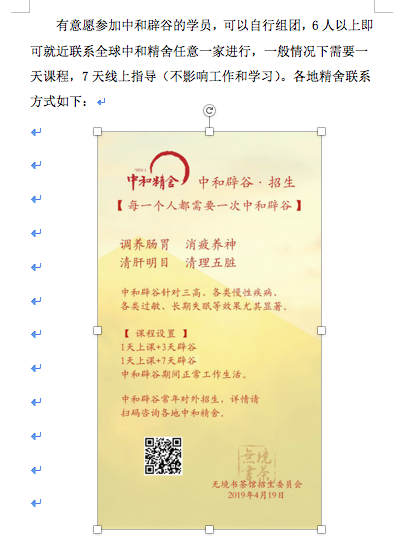 有意愿参加中和辟谷的学员，可以自行组团，6 人以上即
可就近联系全球中和精舍任意一家进行，一般情况下需要一
天课程，7 天线上指导（不影响工作和学习）。各地精舍联系
方式如下：
中和精舍 中和辟谷·招生
【 每一个人都需要一次中和辟谷 】
调养肠胃 消疲养神
清肝明目 清理五脏
中和辟谷针对三高、各类慢性疾病、
各类过敏、长期失眠等效果尤其显著。
【 课程设置 】
1天上课+3天辟谷
1天上课+7天辟谷
中和辟谷期间正常工作生活。
中和辟谷常年对外招生，详情请
扫码咨询各地中和精舍。
无境书茶
无境书茶馆招生委员会
2019年4月19日